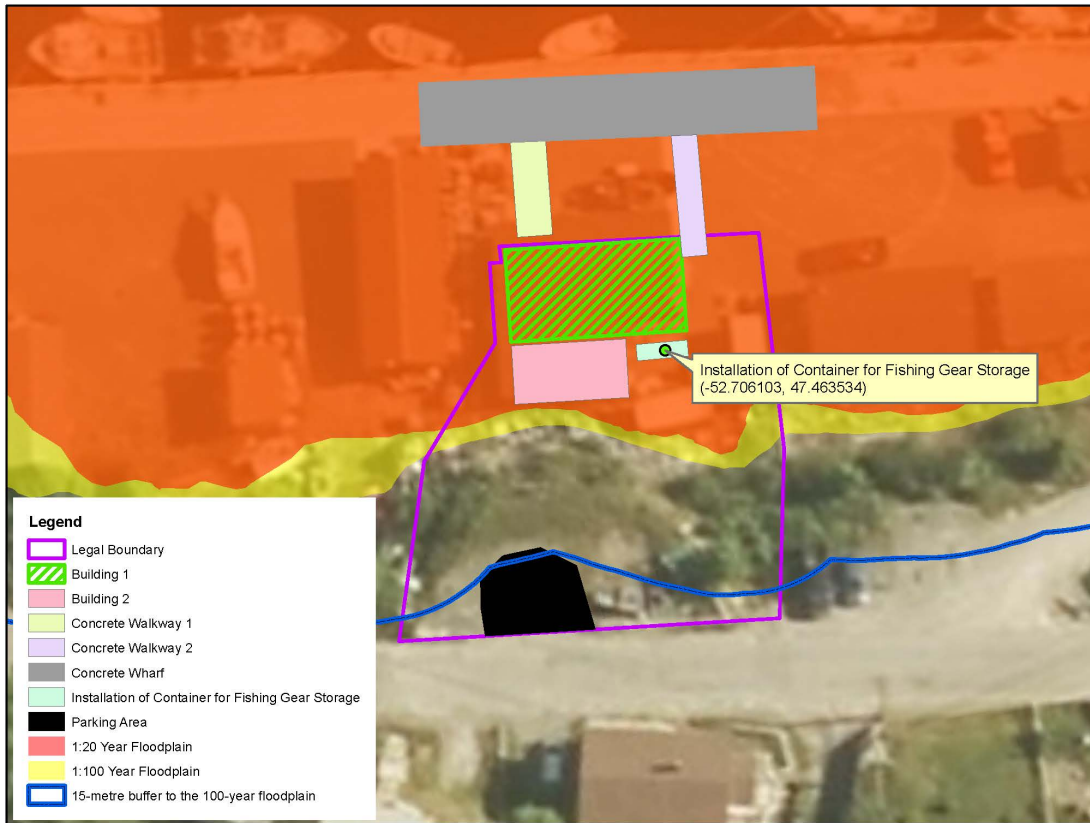 Installation of Container for Fishing Gear Storage
(-52.706103, 47.463534)
Legend
Legal Boundary
Building 1
Building 2
Concrete Walkway 1
Concrete Walkway 2
Concrete Wharf
Installation of Container for Fishing Gear Storage
Parking Area
1:20 Year Floodplain
1:100 Year Floodplain
15-metre buffer to the 100-year floodplain